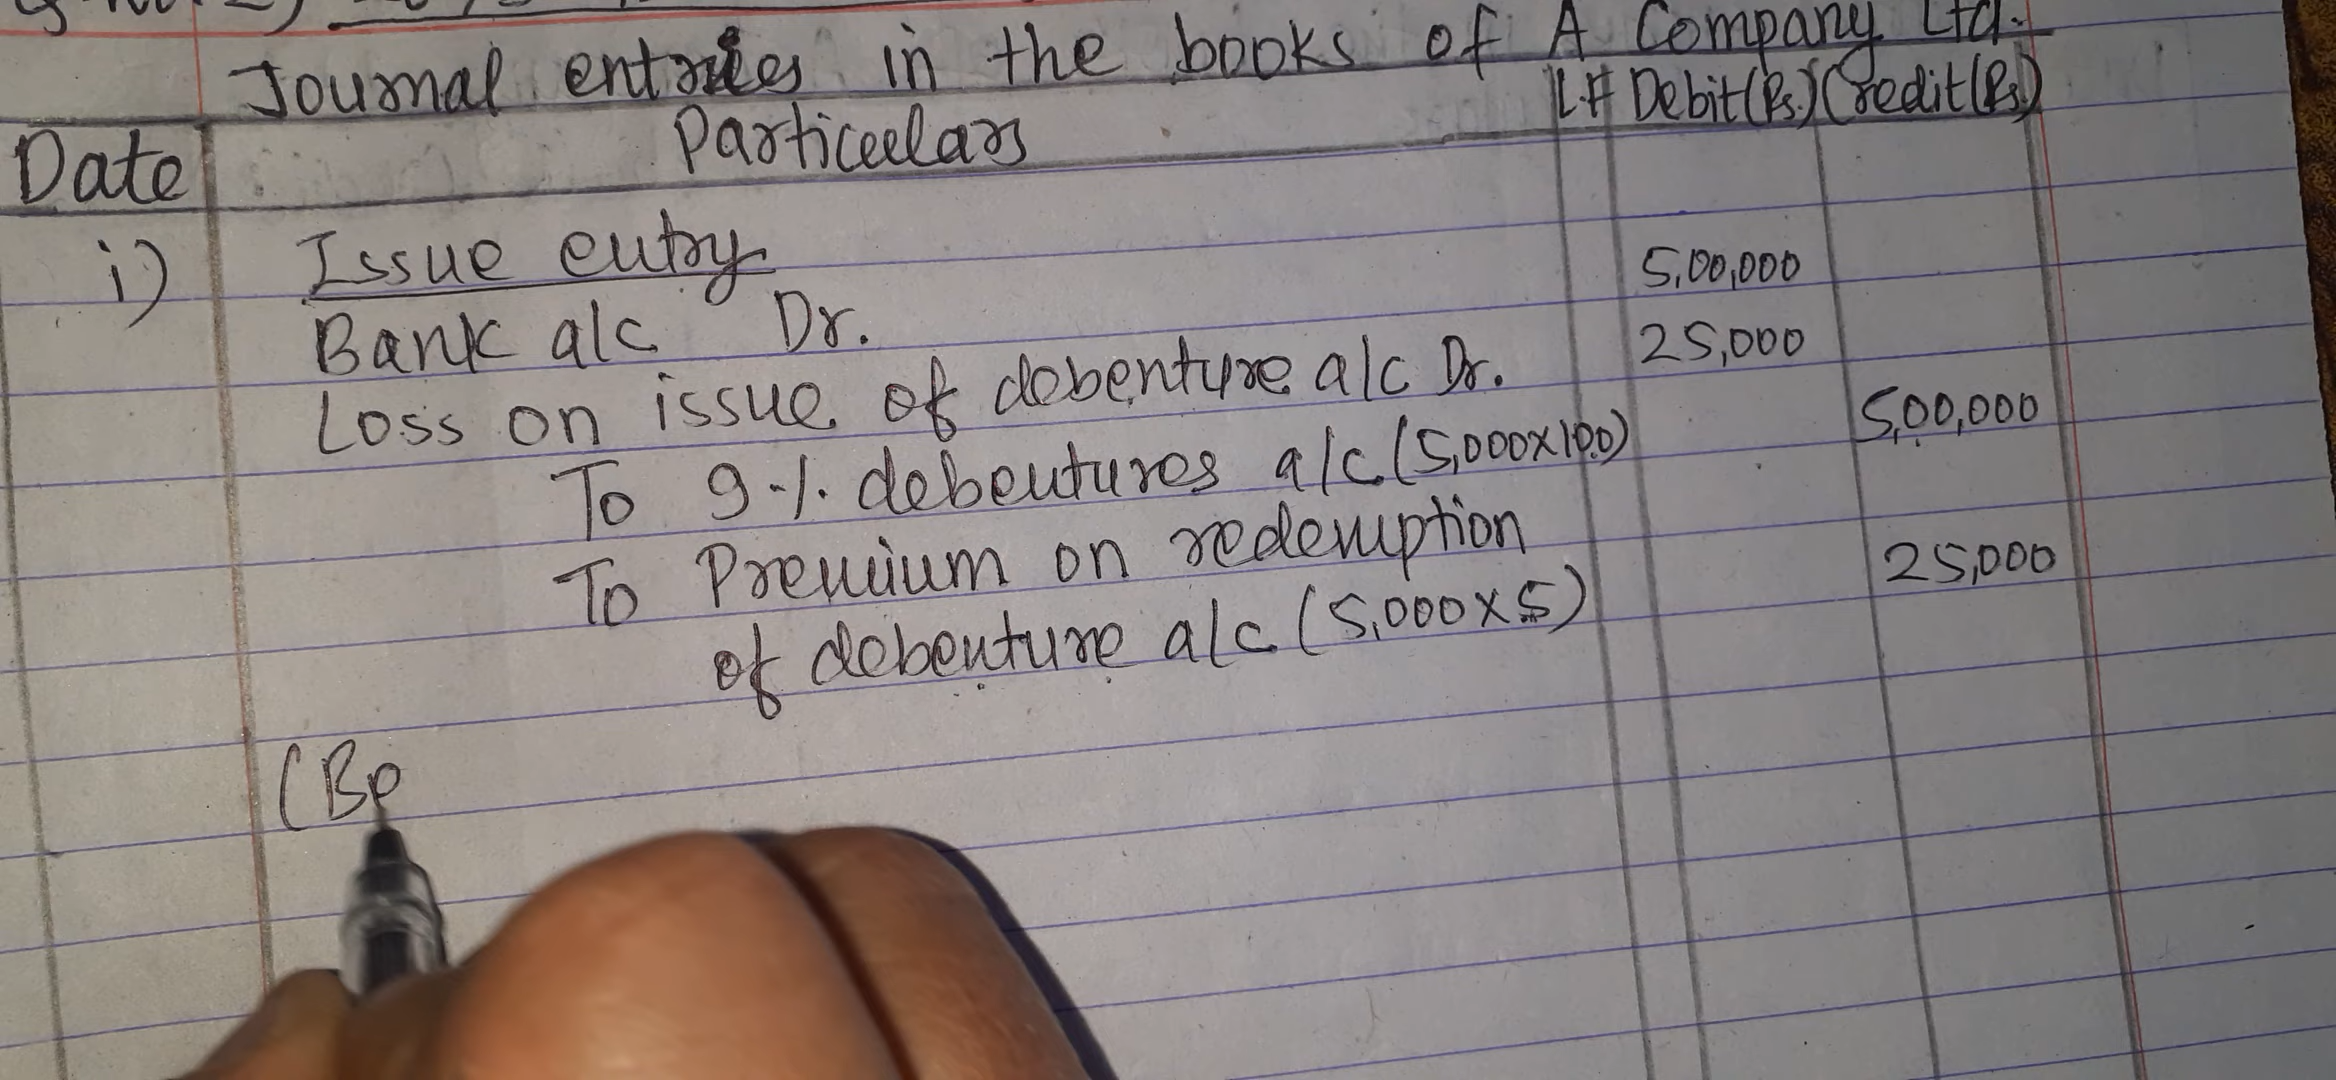 Journal entries in the books of A Company Ltd.
Date Particulars L.F Debit(Rs.) Credit(Rs.)
i) Issue entry
Bank a/c Dr. 5,00,000
Loss on issue of debenture a/c Dr. 25,000
To 9% debentures a/c (5,000x100) 5,00,000
To Premium on redemption
of debenture a/c (5,000x5) 25,000
(Be